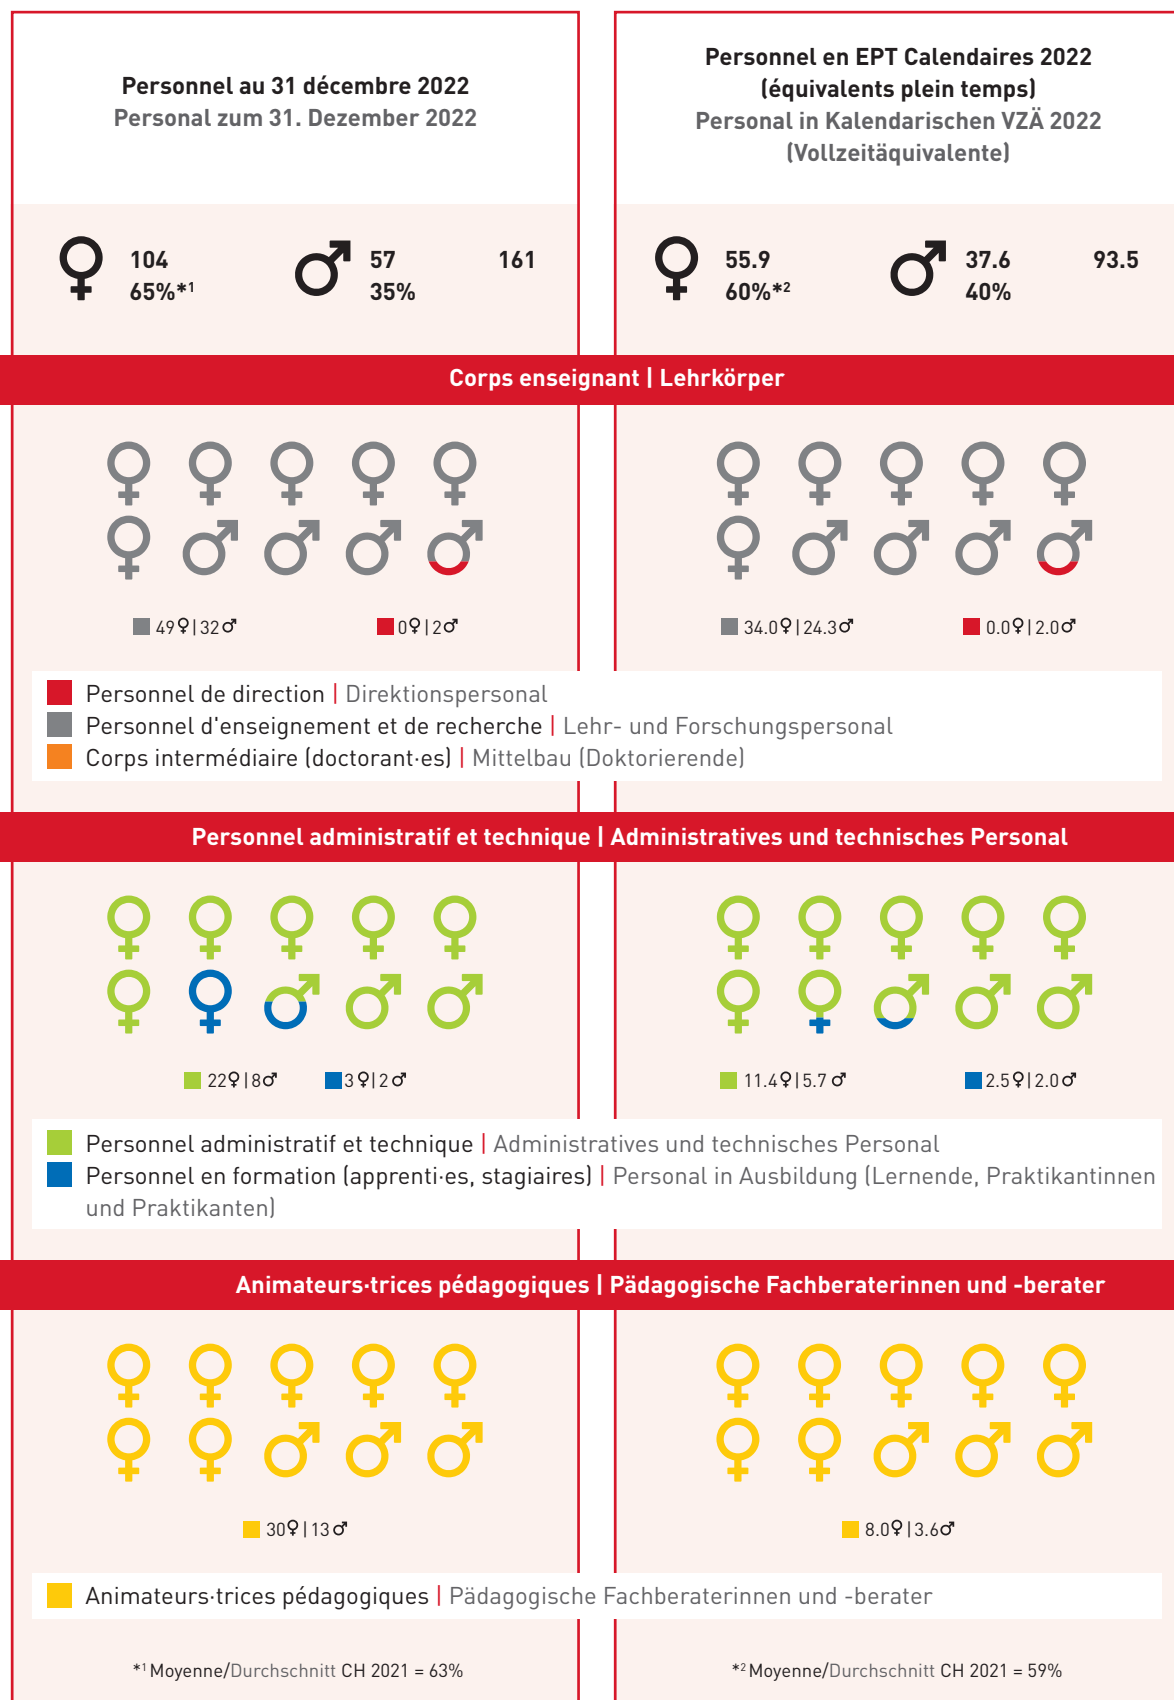 Personnel au 31 décembre 2022
Personal zum 31. Dezember 2022
104
65%*1
57
35%
161
Personnel en EPT Calendaires 2022
(équivalents plein temps)
Personal in Kalendarischen VZÄ 2022
(Vollzeitäquivalente)
55.9
60%*2
37.6
40%
93.5
Corps enseignant | Lehrkörper
49♀|32♂ 0♀|2♂
34.0♀|24.3♂ 0.0♀|2.0♂
Personnel de direction | Direktionspersonal
Personnel d'enseignement et de recherche | Lehr- und Forschungspersonal
Corps intermédiaire (doctorant·es) | Mittelbau (Doktorierende)
Personnel administratif et technique | Administratives und technisches Personal
22♀|8♂ 3♀|2♂
11.4♀|5.7♂ 2.5♀|2.0♂
Personnel administratif et technique | Administratives und technisches Personal
Personnel en formation (apprenti·es, stagiaires) | Personal in Ausbildung (Lernende, Praktikantinnen
und Praktikanten)
Animateurs·trices pédagogiques | Pädagogische Fachberaterinnen und -berater
30♀|13♂
8.0♀|3.6♂
Animateurs·trices pédagogiques | Pädagogische Fachberaterinnen und -berater
*1 Moyenne/Durchschnitt CH 2021 = 63%
*2 Moyenne/Durchschnitt CH 2021 = 59%